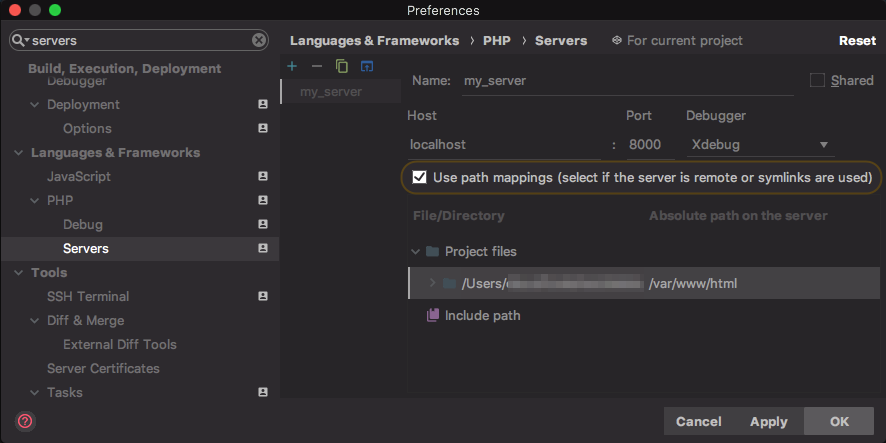 Preferences
servers
Languages & Frameworks › PHP › Servers For current project Reset
Build, Execution, Deployment
Debugger
Deployment
Options
Languages & Frameworks
JavaScript
PHP
Debug
Servers
Tools
SSH Terminal
Diff & Merge
External Diff Tools
Server Certificates
Tasks
my_server
Name: my_server Shared
Host Port Debugger
localhost : 8000 Xdebug
Use path mappings (select if the server is remote or symlinks are used)
File/Directory Absolute path on the server
Project files
/Users/ /var/www/html
Include path
? Cancel Apply OK